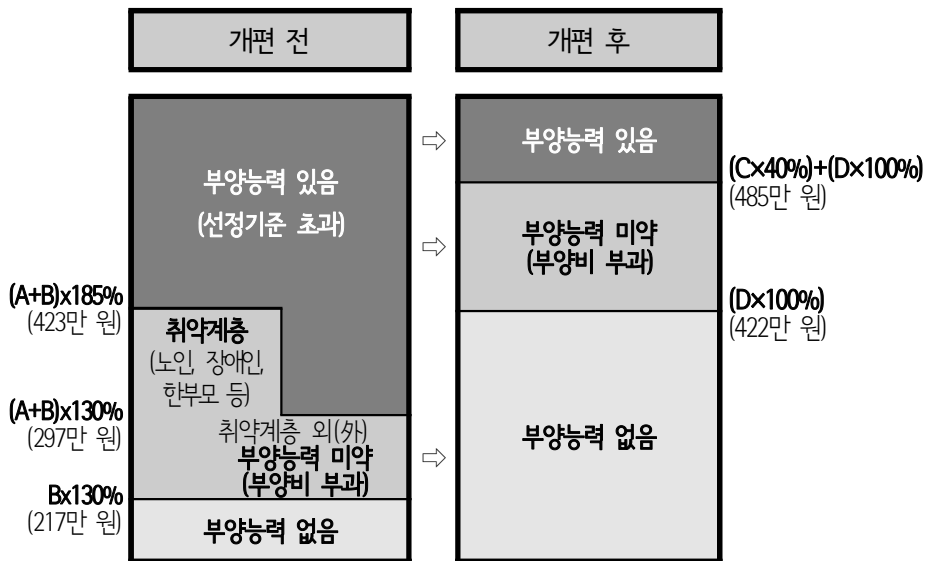 개편 전
개편 후
부양능력 있음
(선정기준 초과)
⇨
부양능력 있음
(C×40%)+(D×100%)
(485만 원)
⇨
부양능력 미약
(부양비 부과)
(A+B)x185%
(423만 원)
(D×100%)
(422만 원)
취약계층
(노인, 장애인,
한부모 등)
(A+B)x130%
(297만 원)
취약계층 외(外)
부양능력 미약
(부양비 부과)
⇨
부양능력 없음
Bx130%
(217만 원)
부양능력 없음